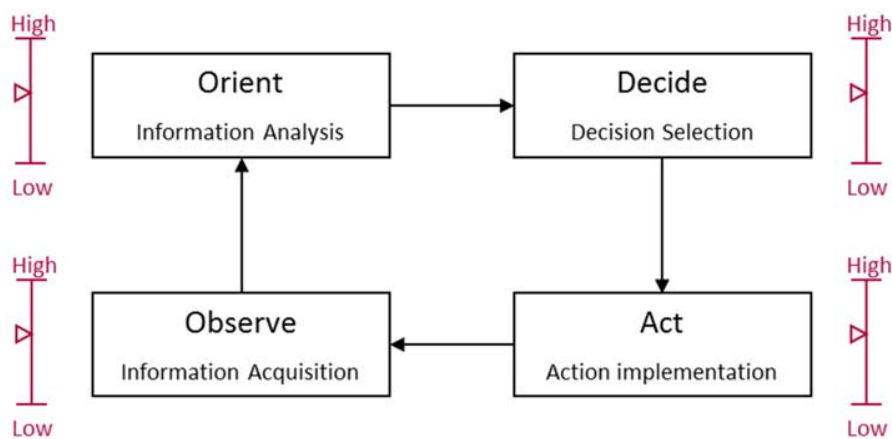 High
High
Orient
Decide
Information Analysis
Decision Selection
Low
Low
High
High
Observe
Act
Information Acquisition
Action implementation
Low
Low